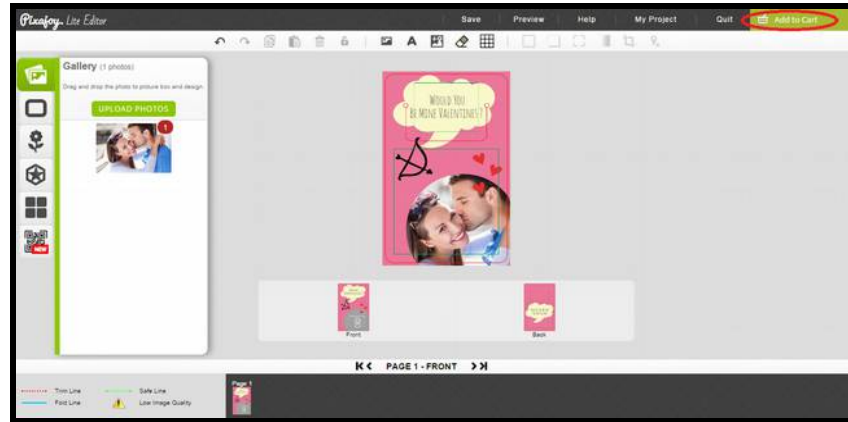 Pixajoy Lite Editor
Save Preview Help My Project Quit Add to Cart
Gallery (1 photos)
Drag and drop the photo to picture box and design.
UPLOAD PHOTOS
1
NEW
WOULD YOU
BE MINE VALENTINES?
Front
Back
PAGE 1 - FRONT
Trim Line
Safe Line
Fold Line
Low Image Quality
Page 1